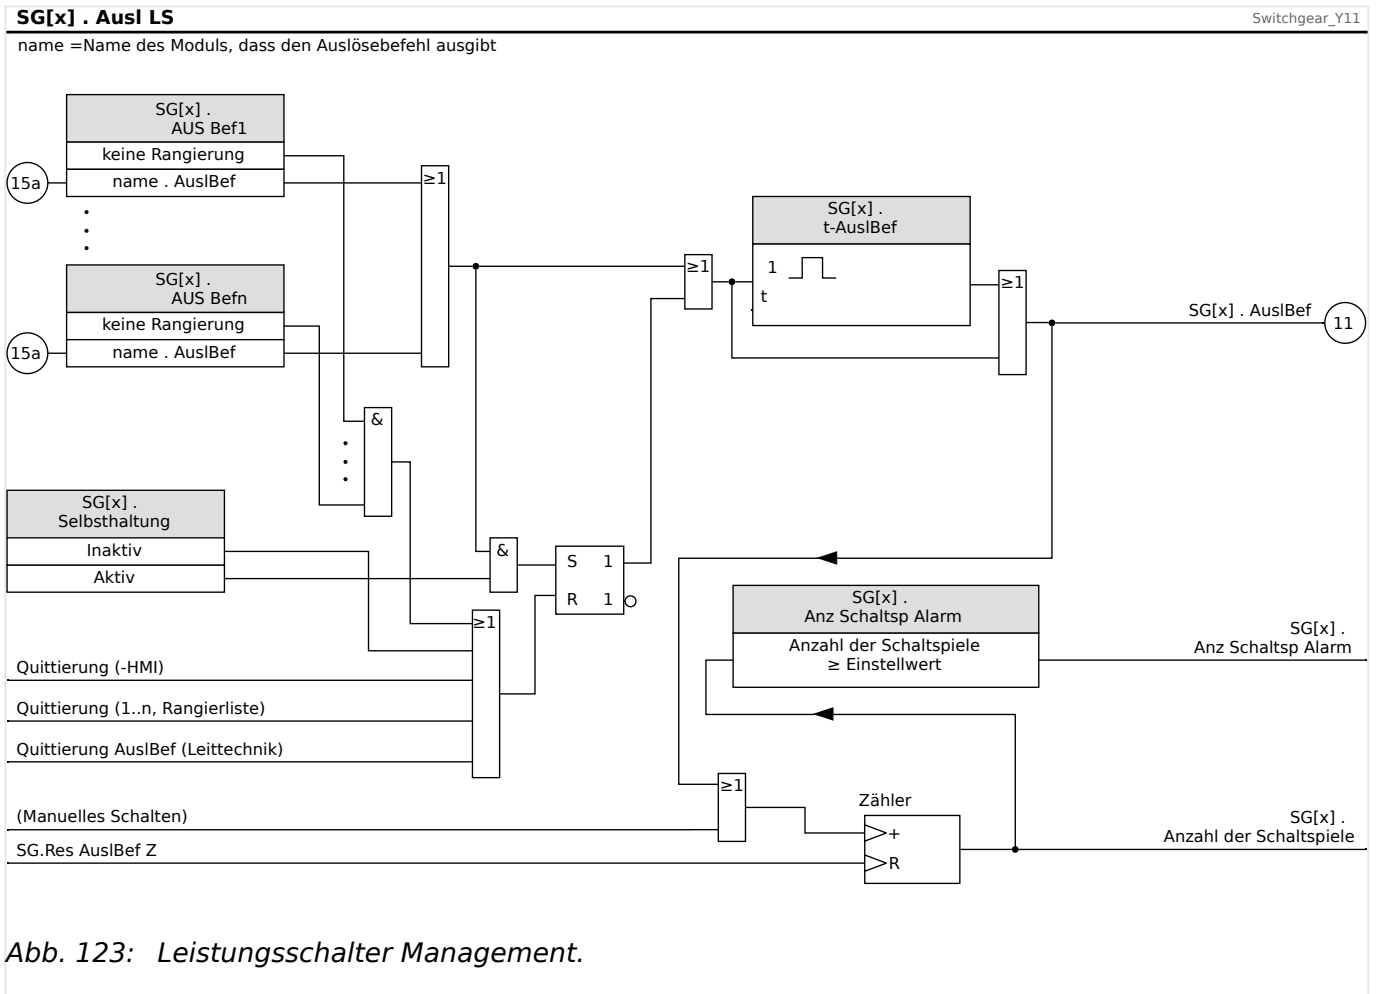 SG[x] . Ausl LS
Switchgear_Y11
name =Name des Moduls, dass den Auslösebefehl ausgibt
SG[x] .
AUS Bef1
keine Rangierung
15a
name . AuslBef
≥1
SG[x] .
t-AuslBef
1
t
SG[x] .
AUS Befn
keine Rangierung
15a
name . AuslBef
≥1
≥1
SG[x] . AuslBef
11
&
SG[x] .
Selbsthaltung
Inaktiv
Aktiv
&
S 1
R 1
≥1
SG[x] .
Anz Schaltsp Alarm
Anzahl der Schaltspiele
≥ Einstellwert
SG[x] .
Anz Schaltsp Alarm
Quittierung (-HMI)
Quittierung (1..n, Rangierliste)
Quittierung AuslBef (Leittechnik)
≥1
Zähler
+
R
(Manuelles Schalten)
SG.Res AuslBef Z
SG[x] .
Anzahl der Schaltspiele
Abb. 123: Leistungsschalter Management.